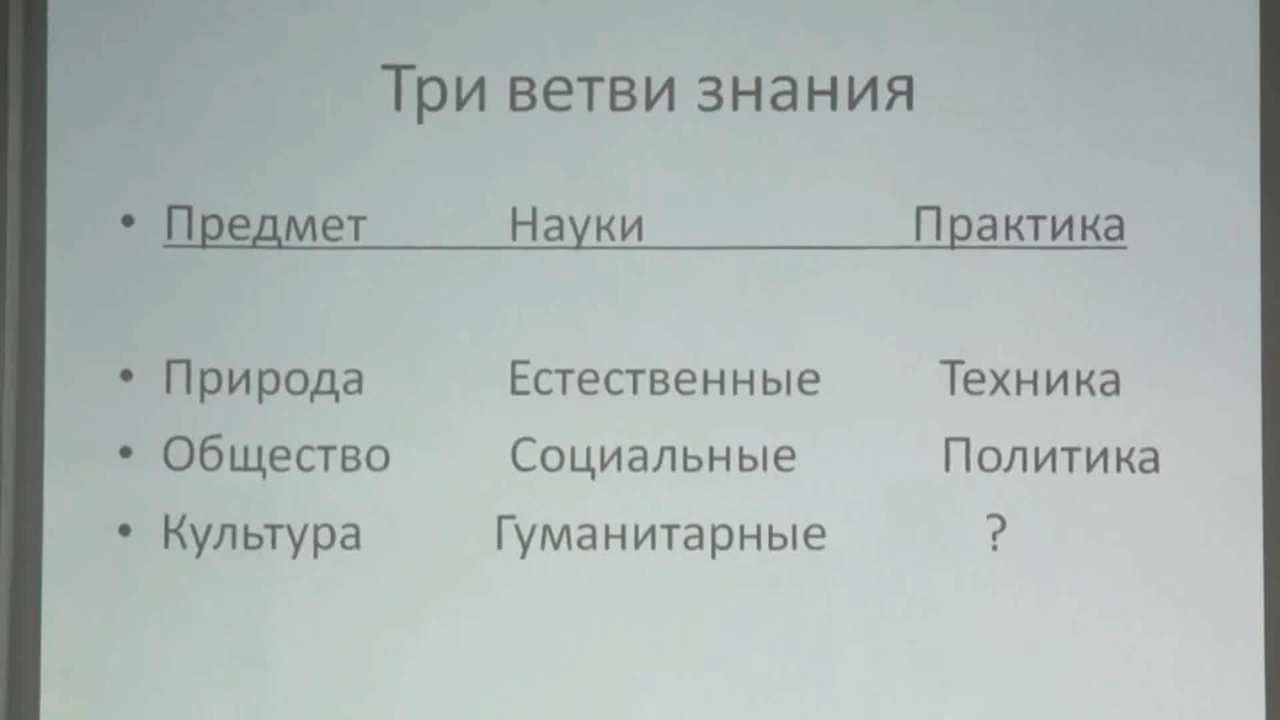 Три ветви знания
• Предмет Науки Практика
• Природа Естественные Техника
• Общество Социальные Политика
• Культура Гуманитарные ?